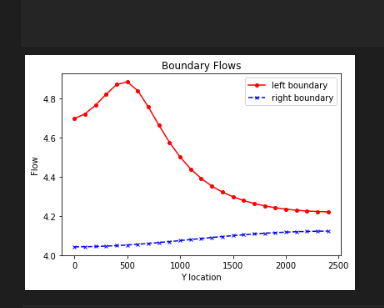 Boundary Flows
left boundary
right boundary
Flow
4.8
4.6
4.4
4.2
4.0
0 500 1000 1500 2000 2500
Y location